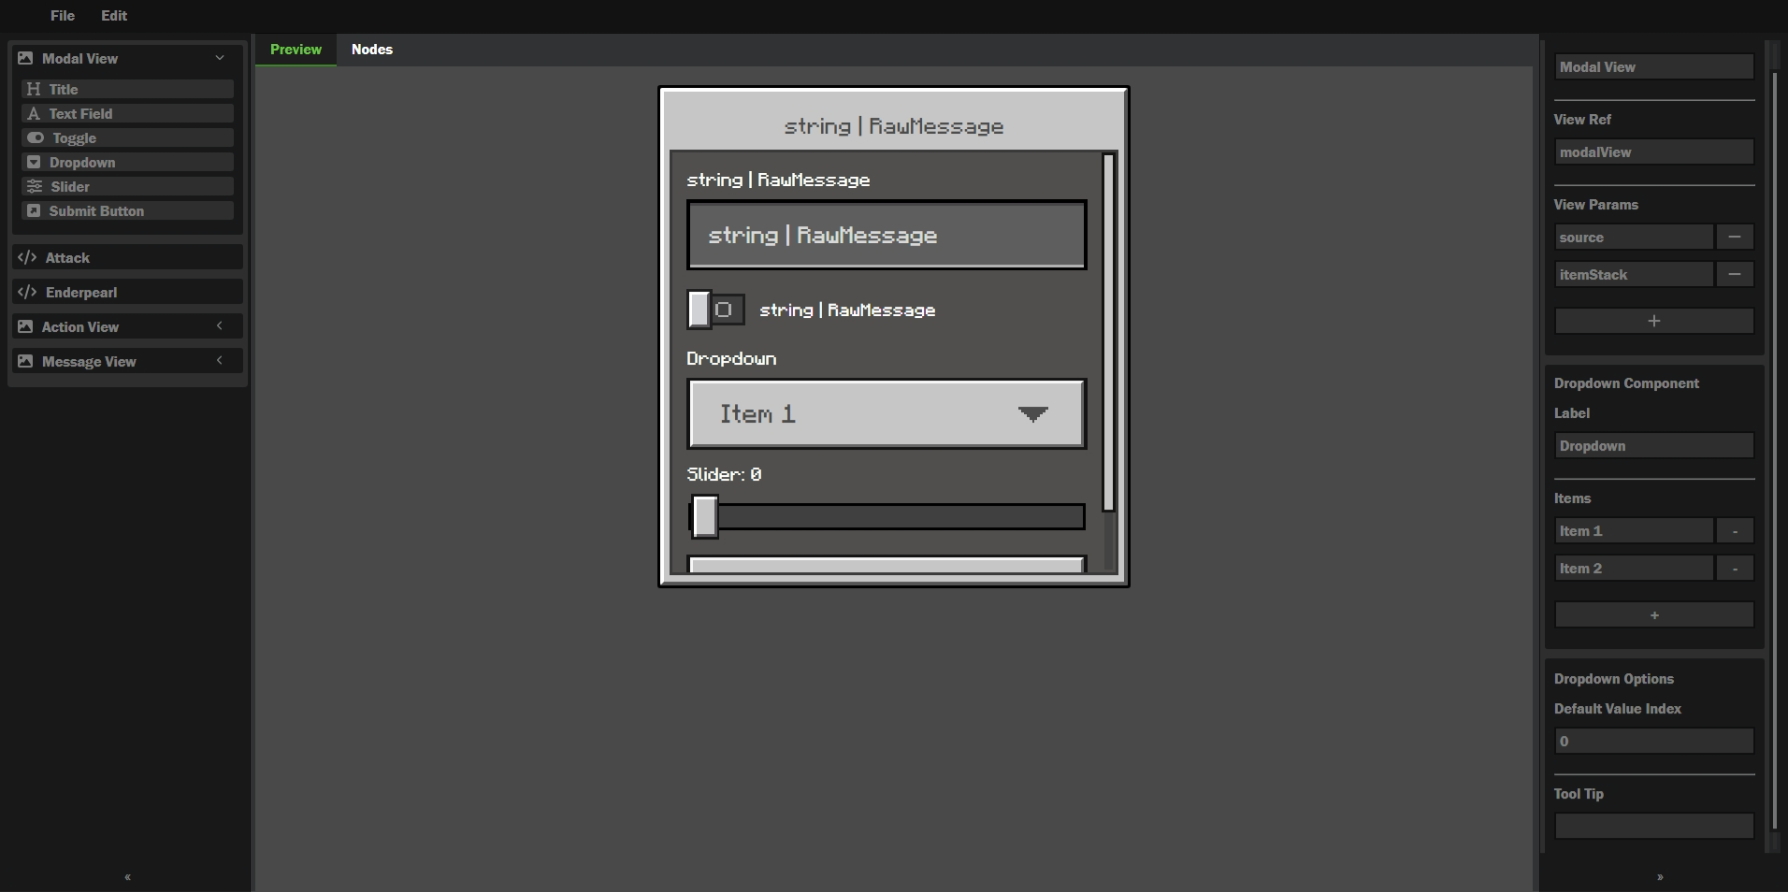 File Edit
Modal View
Title
Text Field
Toggle
Dropdown
Slider
Submit Button
</> Attack
</> Enderpearl
Action View
Message View
«
Preview Nodes
string | RawMessage
string | RawMessage
string | RawMessage
string | RawMessage
Dropdown
Item 1
Slider: 0
Modal View
View Ref
modalView
View Params
source −
itemStack −
+
Dropdown Component
Label
Dropdown
Items
Item 1 -
Item 2 -
+
Dropdown Options
Default Value Index
0
Tool Tip
»